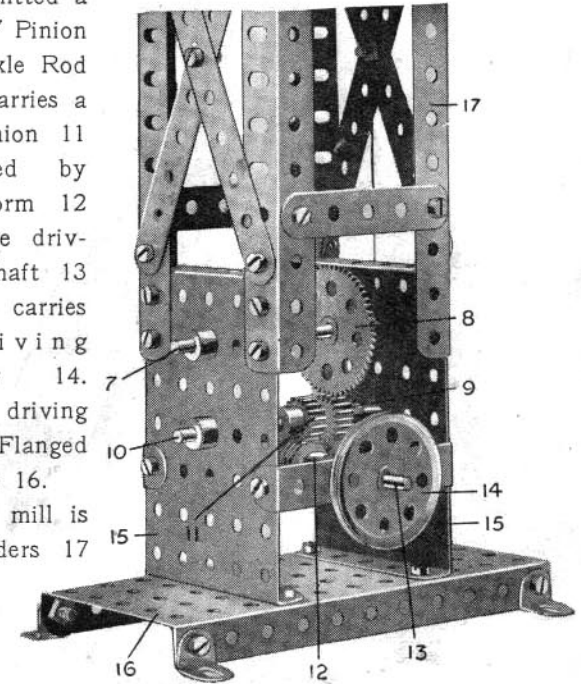 itted a
" Pinion
xle Rod
arries a
nion 11
ed by
orm 12
e driv-
haft 13
carries
iving
14.
driving
Flanged
16.
mill is
ders 17
17
8
7
9
10
14
15
11
15
16
12
13